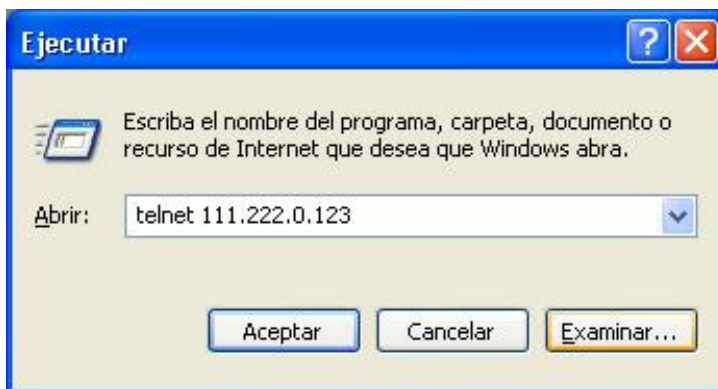 Ejecutar
Escriba el nombre del programa, carpeta, documento o
recurso de Internet que desea que Windows abra.
Abrir: telnet 111.222.0.123
Aceptar Cancelar Examinar...